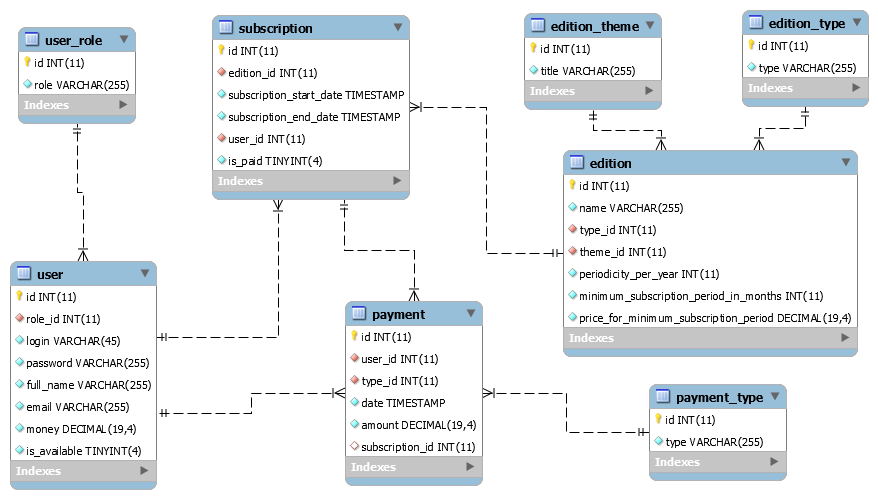 user_role
id INT(11)
role VARCHAR(255)
Indexes
subscription
id INT(11)
edition_id INT(11)
subscription_start_date TIMESTAMP
subscription_end_date TIMESTAMP
user_id INT(11)
is_paid TINYINT(4)
Indexes
edition_theme
id INT(11)
title VARCHAR(255)
Indexes
edition_type
id INT(11)
type VARCHAR(255)
Indexes
edition
id INT(11)
name VARCHAR(255)
type_id INT(11)
theme_id INT(11)
periodicity_per_year INT(11)
minimum_subscription_period_in_months INT(11)
price_for_minimum_subscription_period DECIMAL(19,4)
Indexes
user
id INT(11)
role_id INT(11)
login VARCHAR(45)
password VARCHAR(255)
full_name VARCHAR(255)
email VARCHAR(255)
money DECIMAL(19,4)
is_available TINYINT(4)
Indexes
payment
id INT(11)
user_id INT(11)
type_id INT(11)
date TIMESTAMP
amount DECIMAL(19,4)
subscription_id INT(11)
Indexes
payment_type
id INT(11)
type VARCHAR(255)
Indexes